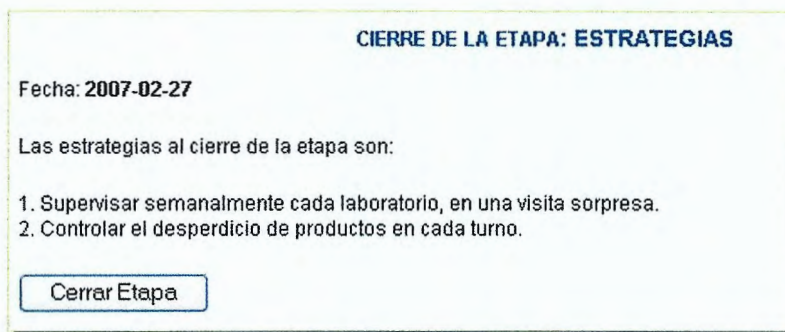 CIERRE DE LA ETAPA: ESTRATEGIAS
Fecha: 2007-02-27
Las estrategias al cierre de la etapa son:
1. Supervisar semanalmente cada laboratorio, en una visita sorpresa.
2. Controlar el desperdicio de productos en cada turno.
Cerrar Etapa